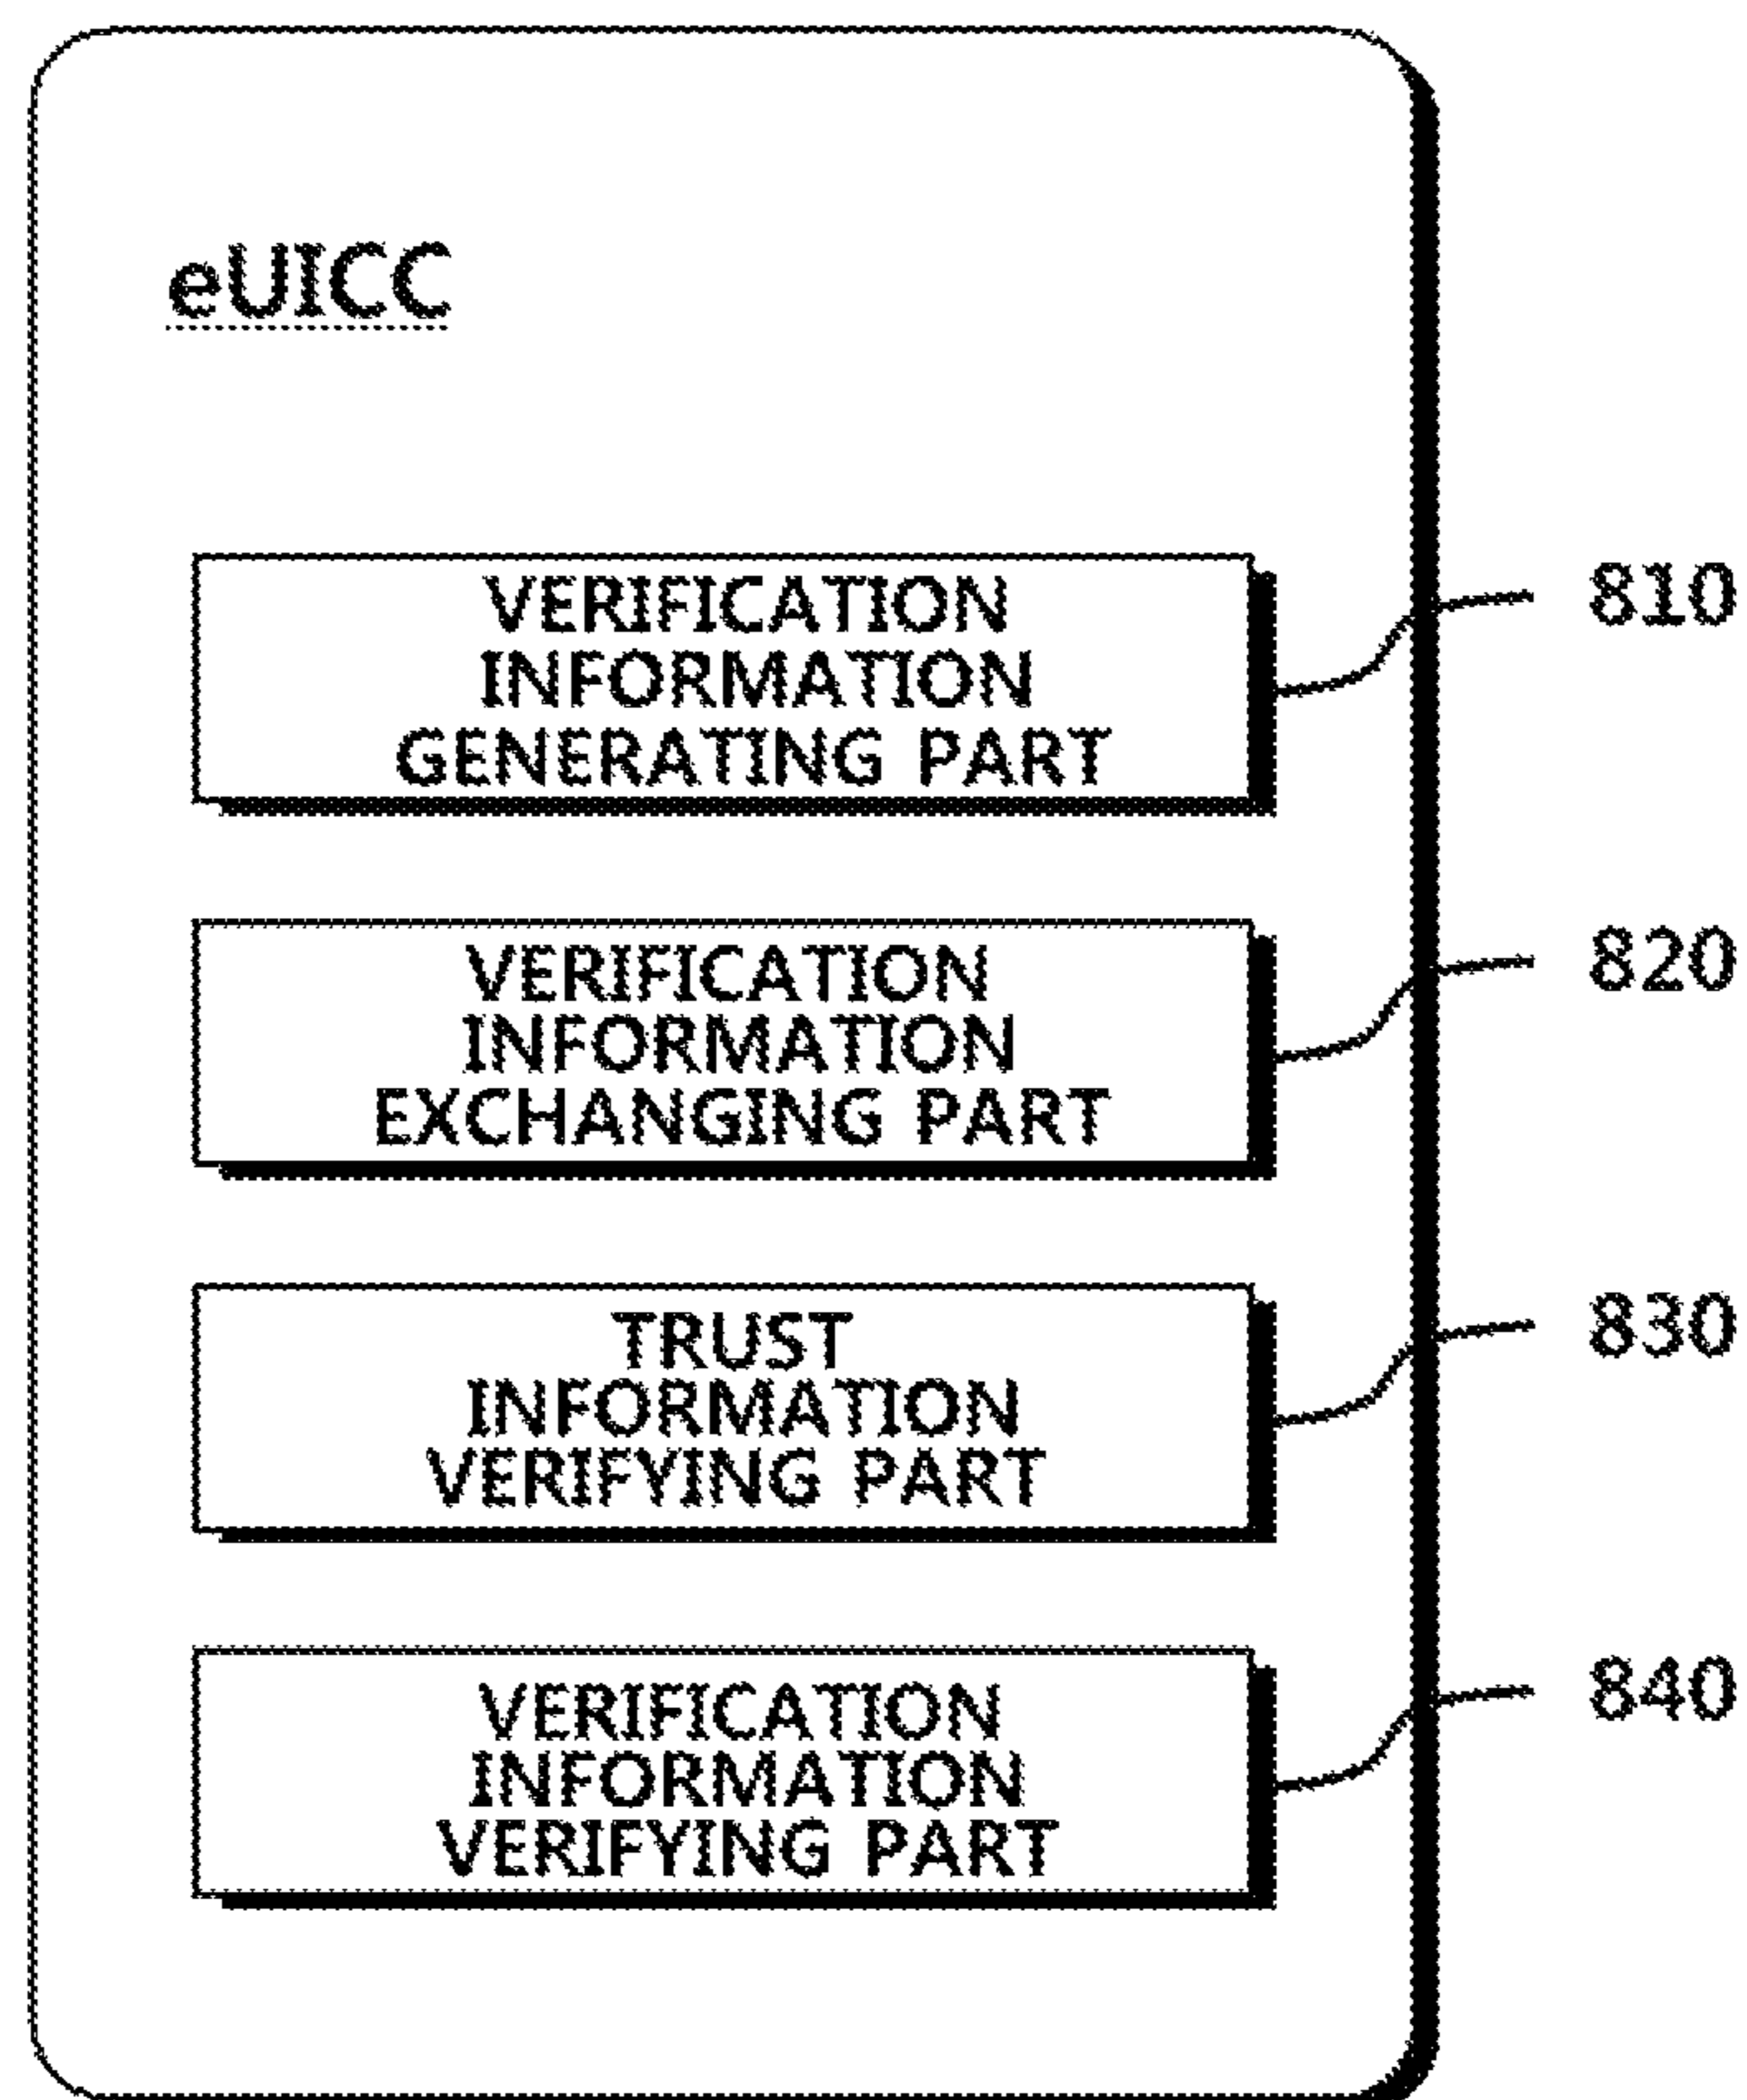 eUICC
VERIFICATION
INFORMATION
GENERATING PART
810
VERIFICATION
INFORMATION
EXCHANGING PART
820
TRUST
INFORMATION
VERIFYING PART
830
VERIFICATION
INFORMATION
VERIFYING PART
840